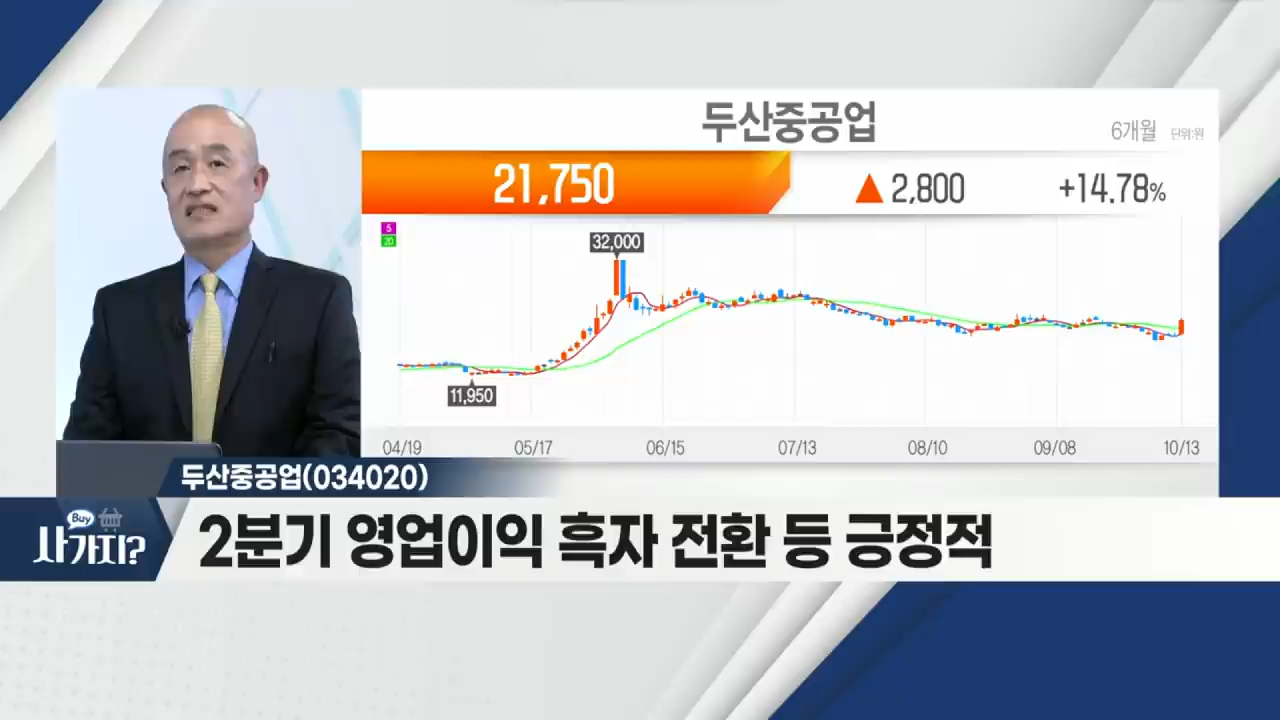 두산중공업
6개월 단위:원
21,750 ▲ 2,800 +14.78%
5
20
32,000
11,950
04/19 05/17 06/15 07/13 08/10 09/08 10/13
두산중공업(034020)
Buy
사가지?
2분기 영업이익 흑자 전환 등 긍정적